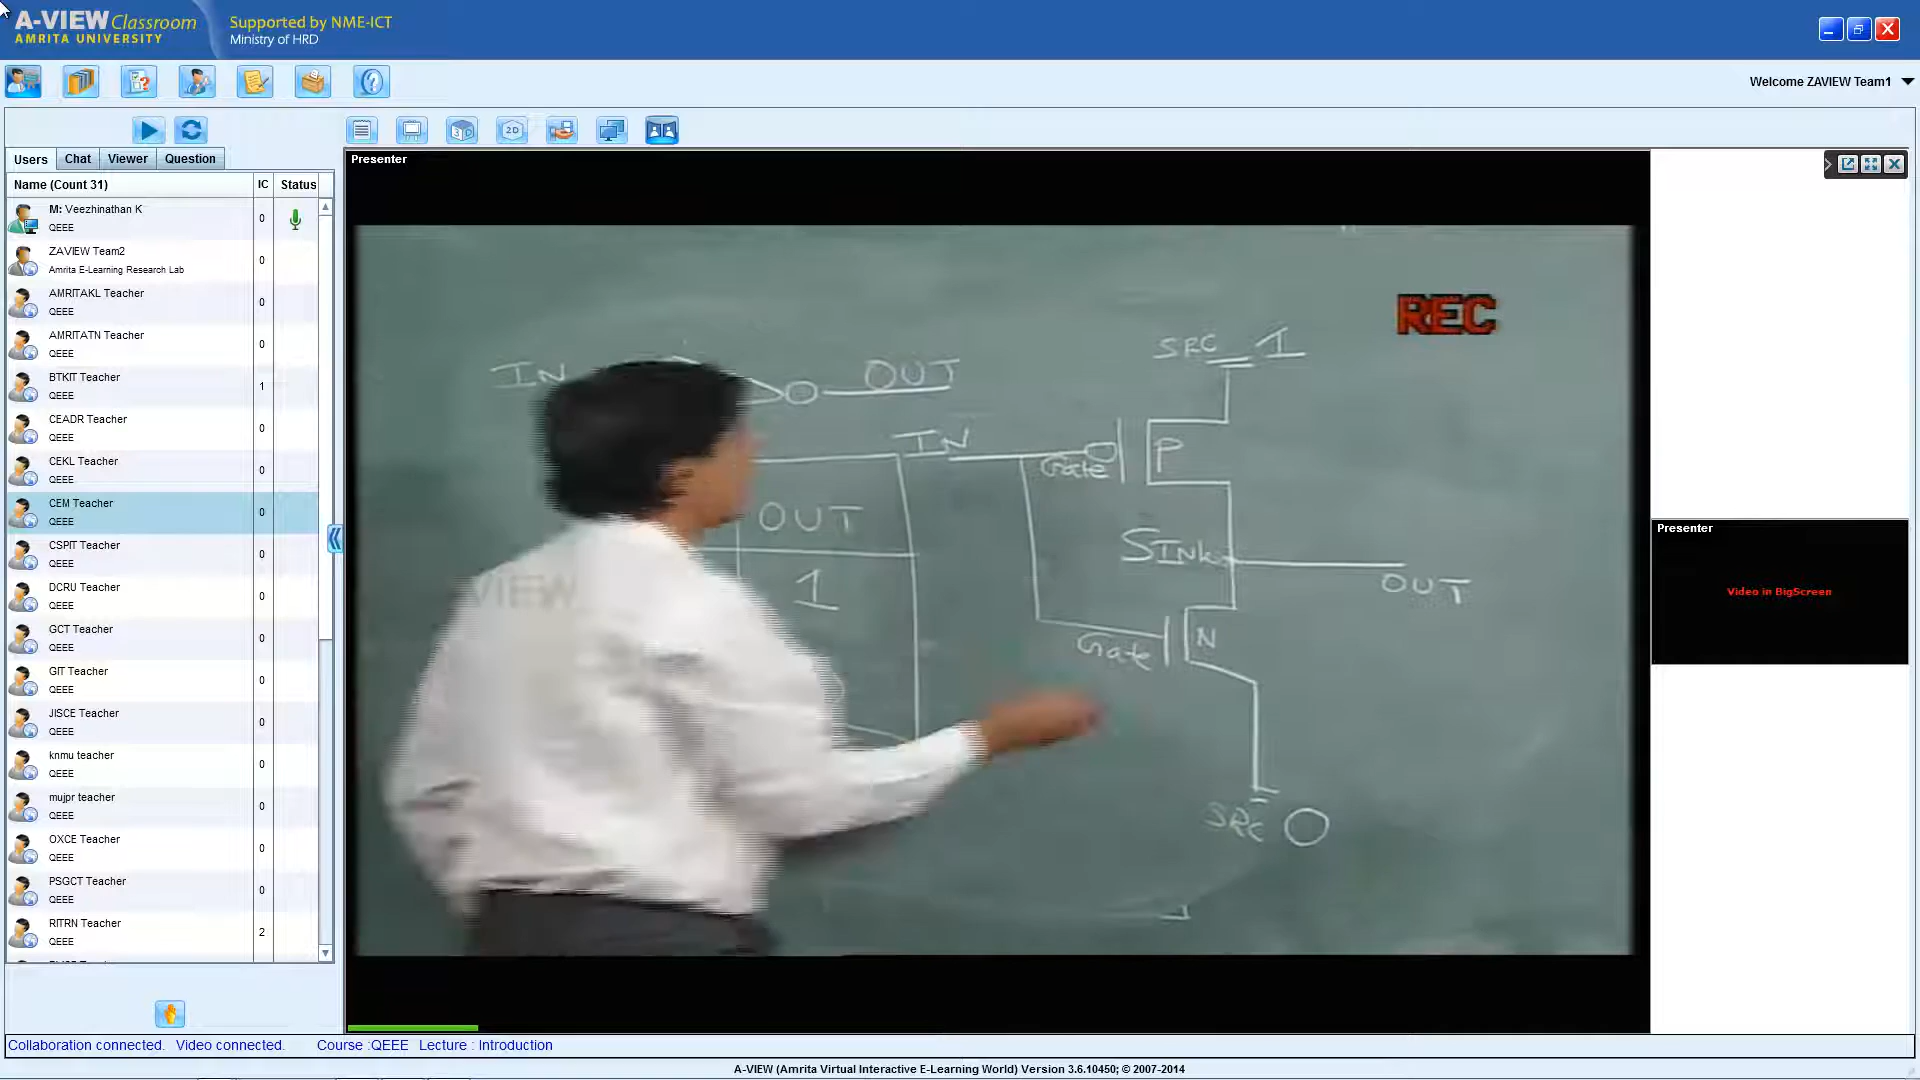 A-VIEW Classroom
AMRITA UNIVERSITY
Supported by NME-ICT
Ministry of HRD
Welcome ZAVIEW Team1
Users Chat Viewer Question
Name (Count 31) IC Status
M: Veezhinathan K 0
QEEE
ZAVIEW Team2 0
Amrita E-Learning Research Lab
AMRITAKL Teacher 0
QEEE
AMRITATN Teacher 0
QEEE
BTKIT Teacher 1
QEEE
CEADR Teacher 0
QEEE
CEKL Teacher 0
QEEE
CEM Teacher 0
QEEE
CSPIT Teacher 0
QEEE
DCRU Teacher 0
QEEE
GCT Teacher 0
QEEE
GIT Teacher 0
QEEE
JISCE Teacher 0
QEEE
knmu teacher 0
QEEE
mujpr teacher 0
QEEE
OXCE Teacher 0
QEEE
PSGCT Teacher 0
QEEE
RITRN Teacher 2
QEEE
3D
2D
Presenter
REC
SRC 1
IN OUT
IN
Gate P
OUT
SINK
OUT
1
Gate N
VIEW
SRC 0
Presenter
Video in BigScreen
Collaboration connected. Video connected. Course :QEEE Lecture : Introduction
A-VIEW (Amrita Virtual Interactive E-Learning World) Version 3.6.10450; © 2007-2014